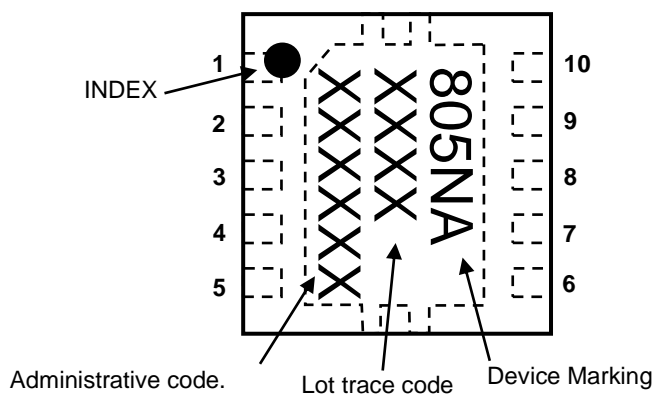 1
INDEX
2
3
4
5
10
9
8
7
6
805NA
XXXX
XXXXXX
Administrative code.
Lot trace code
Device Marking